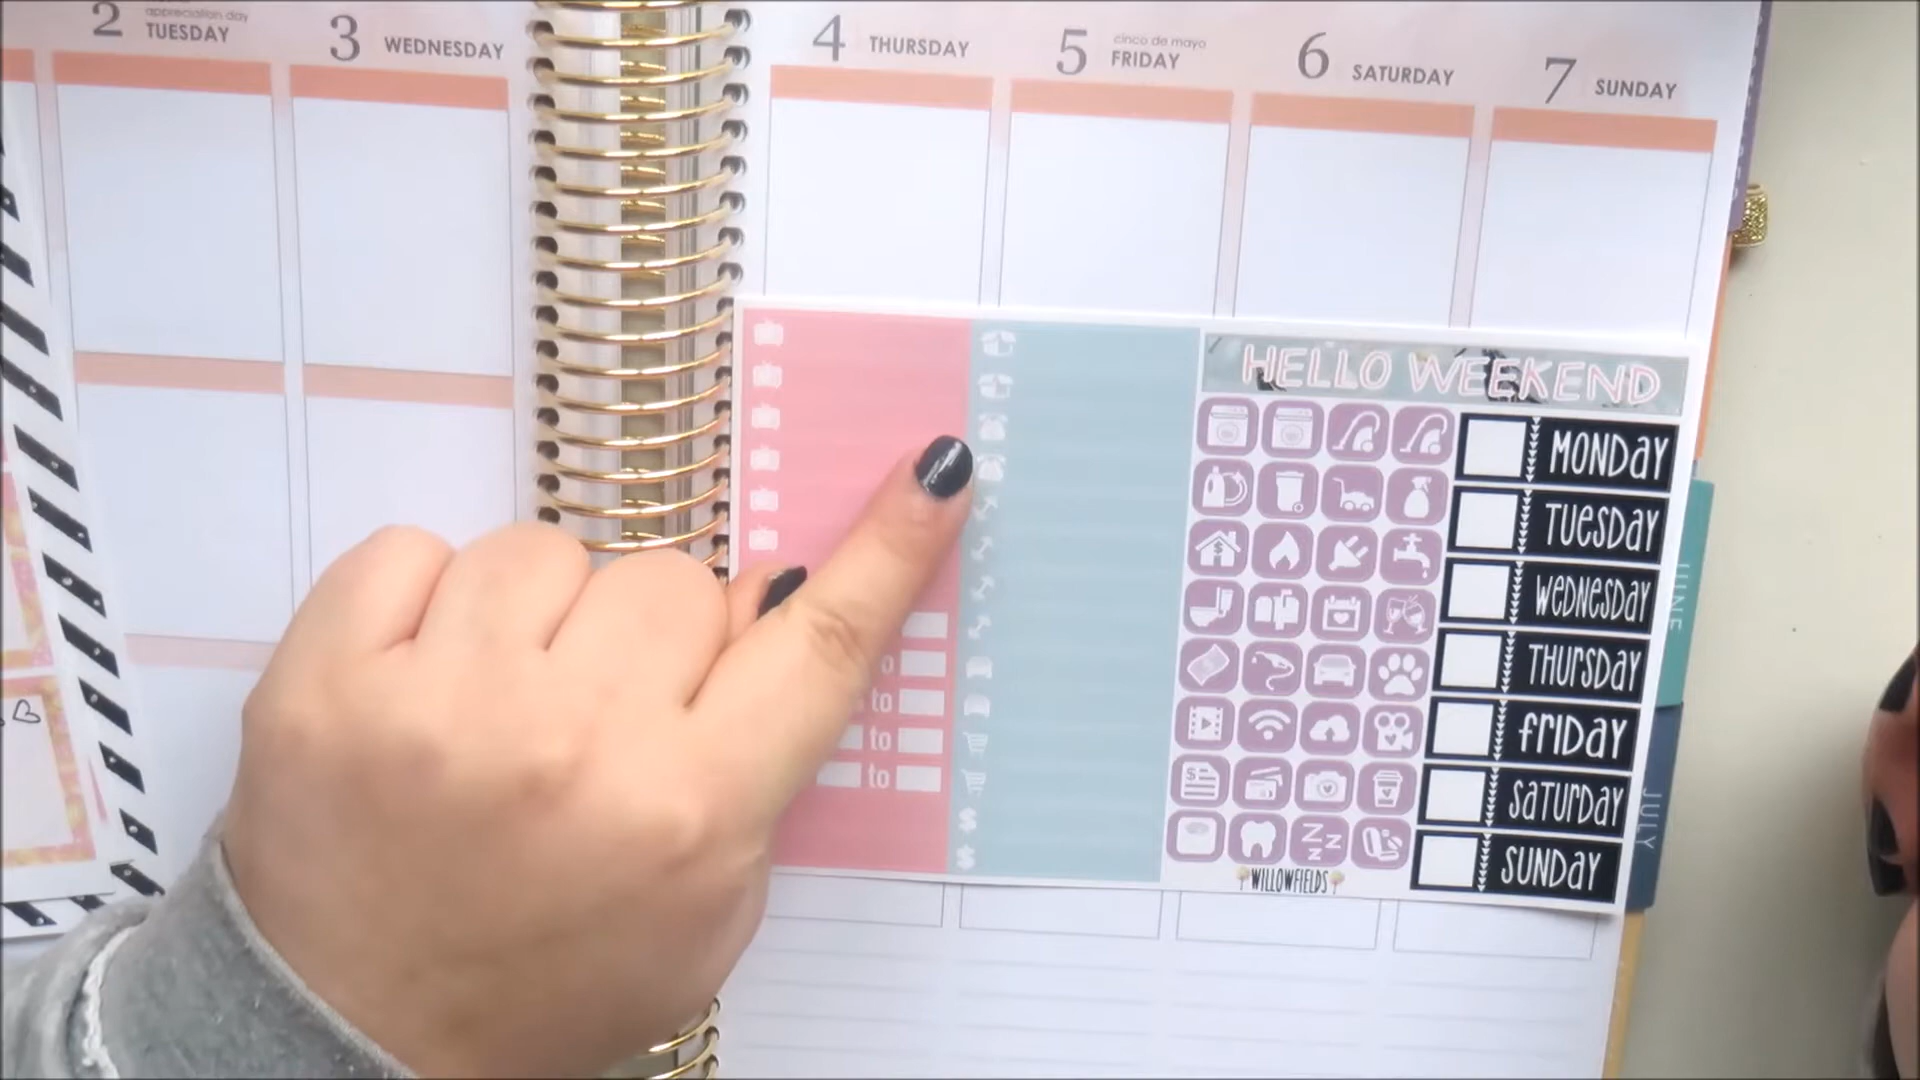 2
appreciation day
TUESDAY
3 WEDNESDAY
4 THURSDAY
5
cinco de mayo
FRIDAY
6 SATURDAY
7 SUNDAY
HELLO WEEKEND
MONDAY
TUESDAY
WEDNESDAY
THURSDAY
FRIDAY
SATURDAY
SUNDAY
to
to
to
$
$
ZZZ
WILLOWFIELDS
JUNE
JULY